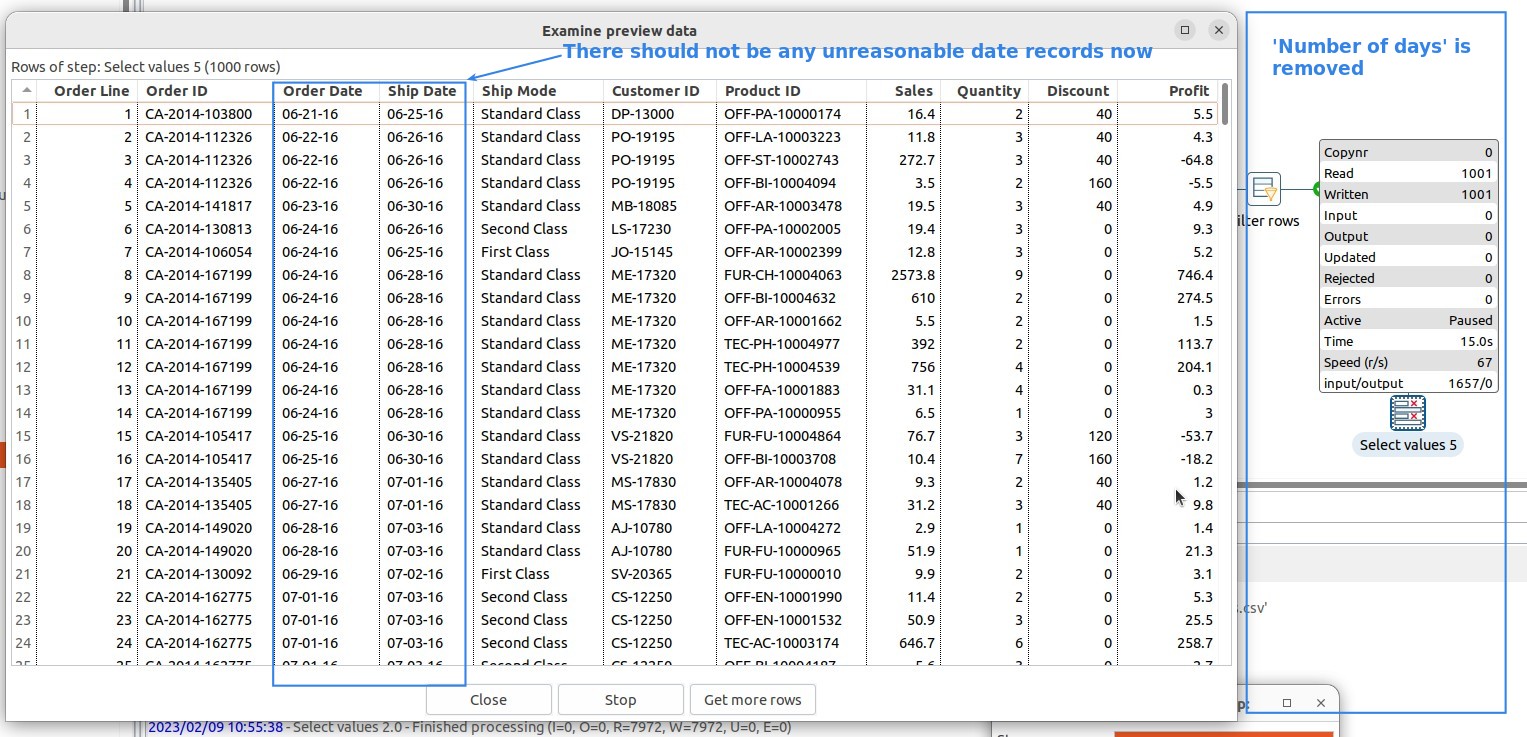 Examine preview data
There should not be any unreasonable date records now
'Number of days' is
removed
Rows of step: Select values 5 (1000 rows)
Order Line Order ID Order Date Ship Date Ship Mode Customer ID Product ID Sales Quantity Discount Profit
1 1 CA-2014-103800 06-21-16 06-25-16 Standard Class DP-13000 OFF-PA-10000174 16.4 2 40 5.5
2 2 CA-2014-112326 06-22-16 06-26-16 Standard Class PO-19195 OFF-LA-10003223 11.8 3 40 4.3
3 3 CA-2014-112326 06-22-16 06-26-16 Standard Class PO-19195 OFF-ST-10002743 272.7 3 40 -64.8
4 4 CA-2014-112326 06-22-16 06-26-16 Standard Class PO-19195 OFF-BI-10004094 3.5 2 160 -5.5
5 5 CA-2014-141817 06-23-16 06-30-16 Standard Class MB-18085 OFF-AR-10003478 19.5 3 40 4.9
6 6 CA-2014-130813 06-24-16 06-26-16 Second Class LS-17230 OFF-PA-10002005 19.4 3 0 9.3
7 7 CA-2014-106054 06-24-16 06-25-16 First Class JO-15145 OFF-AR-10002399 12.8 3 0 5.2
8 8 CA-2014-167199 06-24-16 06-28-16 Standard Class ME-17320 FUR-CH-10004063 2573.8 9 0 746.4
9 9 CA-2014-167199 06-24-16 06-28-16 Standard Class ME-17320 OFF-BI-10004632 610 2 0 274.5
10 10 CA-2014-167199 06-24-16 06-28-16 Standard Class ME-17320 OFF-AR-10001662 5.5 2 0 1.5
11 11 CA-2014-167199 06-24-16 06-28-16 Standard Class ME-17320 TEC-PH-10004977 392 2 0 113.7
12 12 CA-2014-167199 06-24-16 06-28-16 Standard Class ME-17320 TEC-PH-10004539 756 4 0 204.1
13 13 CA-2014-167199 06-24-16 06-28-16 Standard Class ME-17320 OFF-FA-10001883 31.1 4 0 0.3
14 14 CA-2014-167199 06-24-16 06-28-16 Standard Class ME-17320 OFF-PA-10000955 6.5 1 0 3
15 15 CA-2014-105417 06-25-16 06-30-16 Standard Class VS-21820 FUR-FU-10004864 76.7 3 120 -53.7
16 16 CA-2014-105417 06-25-16 06-30-16 Standard Class VS-21820 OFF-BI-10003708 10.4 7 160 -18.2
17 17 CA-2014-135405 06-27-16 07-01-16 Standard Class MS-17830 OFF-AR-10004078 9.3 2 40 1.2
18 18 CA-2014-135405 06-27-16 07-01-16 Standard Class MS-17830 TEC-AC-10001266 31.2 3 40 9.8
19 19 CA-2014-149020 06-28-16 07-03-16 Standard Class AJ-10780 OFF-LA-10004272 2.9 1 0 1.4
20 20 CA-2014-149020 06-28-16 07-03-16 Standard Class AJ-10780 FUR-FU-10000965 51.9 1 0 21.3
21 21 CA-2014-130092 06-29-16 07-02-16 First Class SV-20365 FUR-FU-10000010 9.9 2 0 3.1
22 22 CA-2014-162775 07-01-16 07-03-16 Second Class CS-12250 OFF-EN-10001990 11.4 2 0 5.3
23 23 CA-2014-162775 07-01-16 07-03-16 Second Class CS-12250 OFF-EN-10001532 50.9 3 0 25.5
24 24 CA-2014-162775 07-01-16 07-03-16 Second Class CS-12250 TEC-AC-10003174 646.7 6 0 258.7
Close Stop Get more rows
Copynr 0
Read 1001
Written 1001
Input 0
Output 0
Updated 0
Rejected 0
Errors 0
Active Paused
Time 15.0s
Speed (r/s) 67
input/output 1657/0
rows
Select values 5
.csv'
2023/02/09 10:55:38 - Select values 2.0 - Finished processing (I=0, O=0, R=7972, W=7972, U=0, E=0)